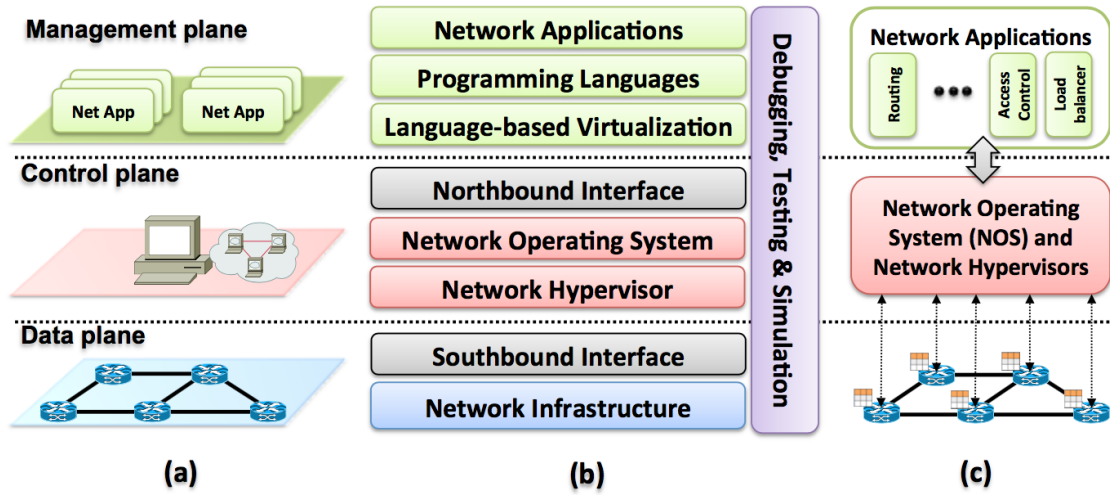 Management plane
Net App
Net App
Control plane
Data plane
(a)
Network Applications
Programming Languages
Language-based Virtualization
Northbound Interface
Network Operating System
Network Hypervisor
Southbound Interface
Network Infrastructure
Debugging, Testing & Simulation
(b)
Network Applications
Routing
Access
Control
Load
balancer
Network Operating
System (NOS) and
Network Hypervisors
(c)